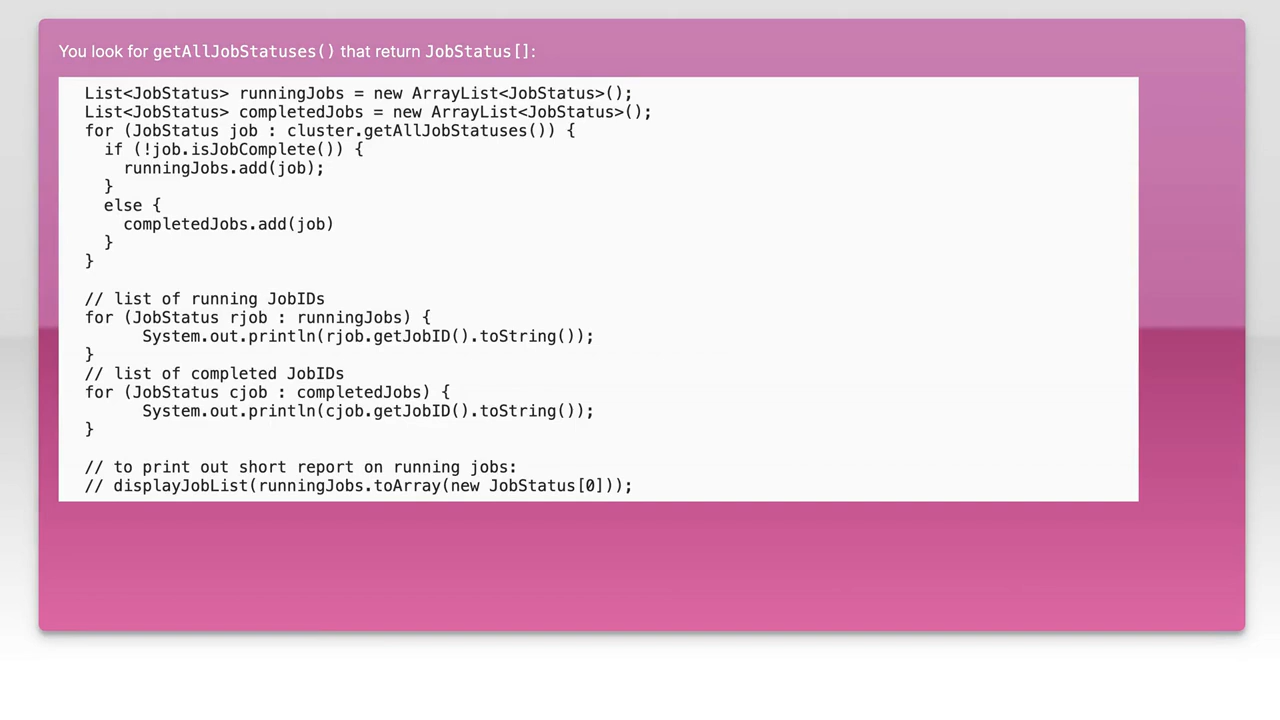 You look for getAllJobStatuses() that return JobStatus[]:
List<JobStatus> runningJobs = new ArrayList<JobStatus>();
List<JobStatus> completedJobs = new ArrayList<JobStatus>();
for (JobStatus job : cluster.getAllJobStatuses()) {
  if (!job.isJobComplete()) {
    runningJobs.add(job);
  }
  else {
    completedJobs.add(job)
  }
}

// list of running JobIDs
for (JobStatus rjob : runningJobs) {
      System.out.println(rjob.getJobID().toString());
}
// list of completed JobIDs
for (JobStatus cjob : completedJobs) {
      System.out.println(cjob.getJobID().toString());
}

// to print out short report on running jobs:
// displayJobList(runningJobs.toArray(new JobStatus[0]));